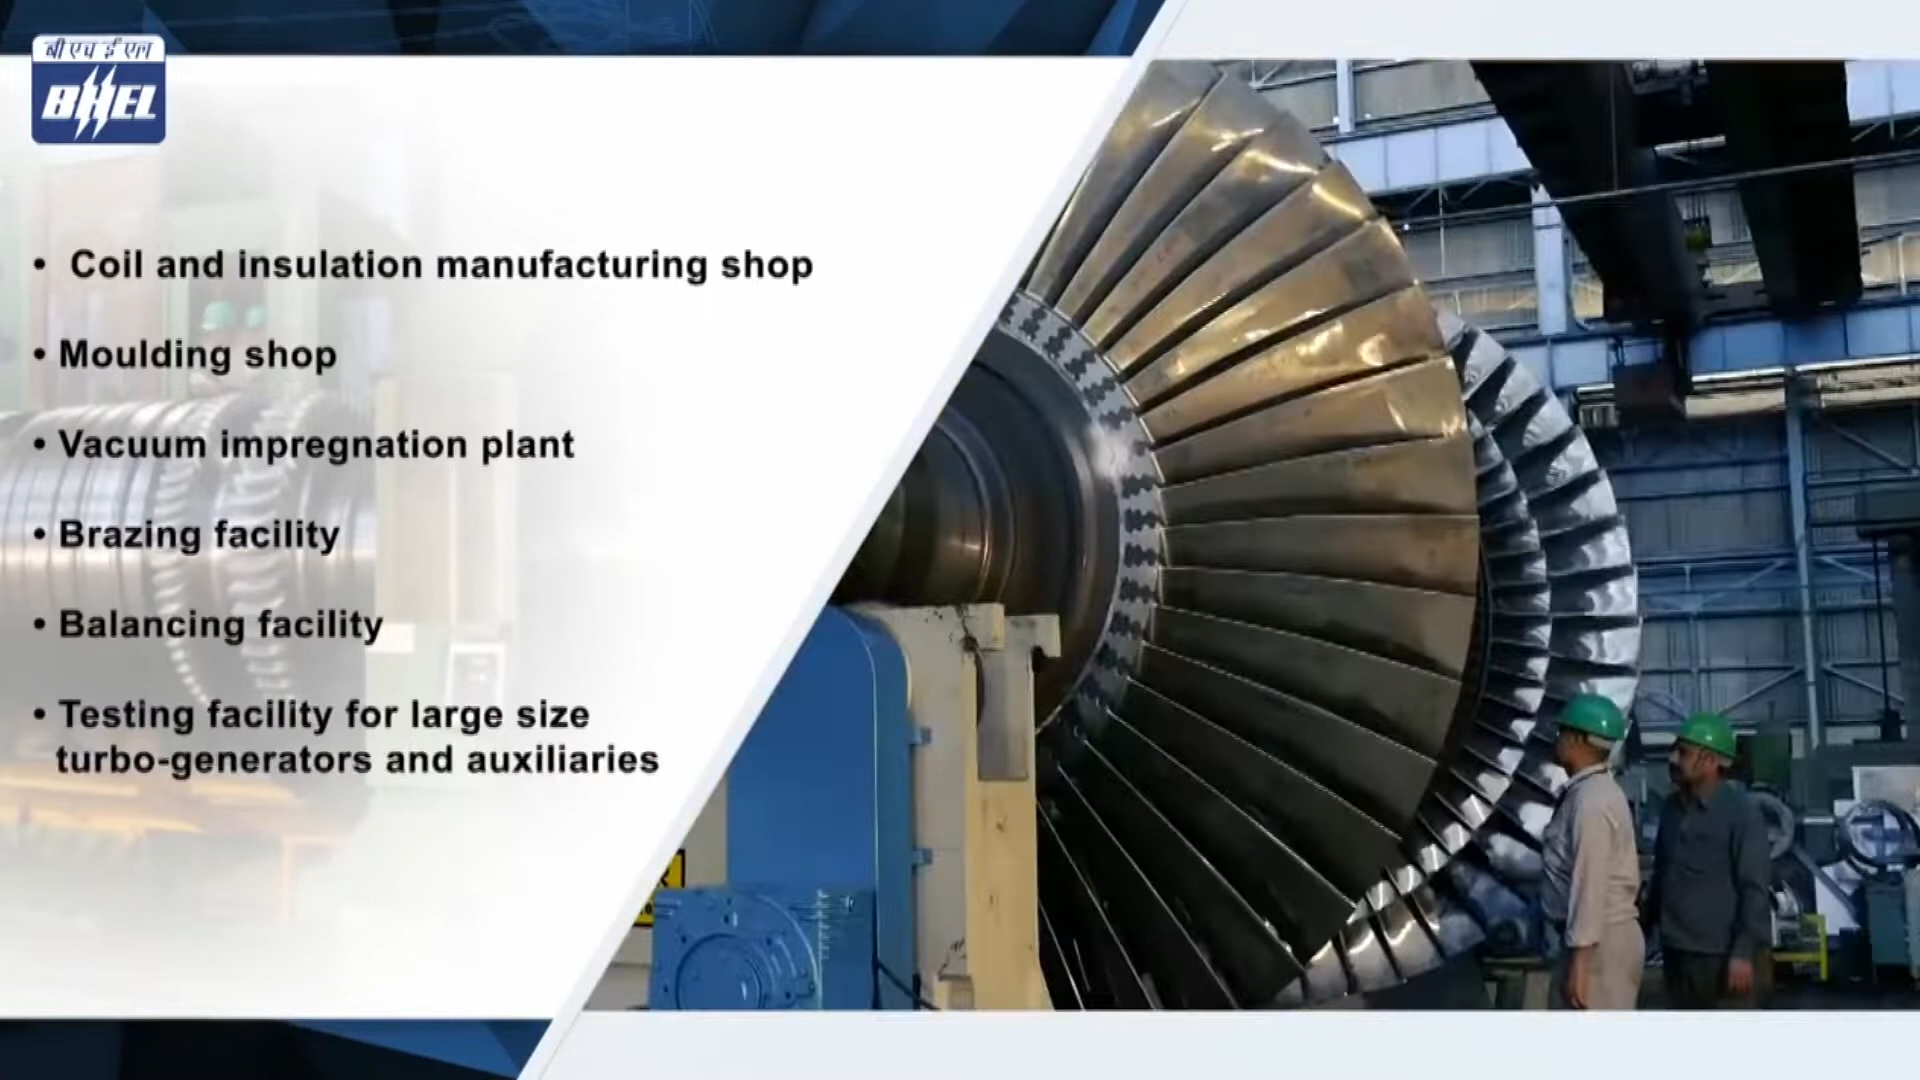 बी एच ई एल
BHEL
• Coil and insulation manufacturing shop
• Moulding shop
• Vacuum impregnation plant
• Brazing facility
• Balancing facility
• Testing facility for large size
turbo-generators and auxiliaries